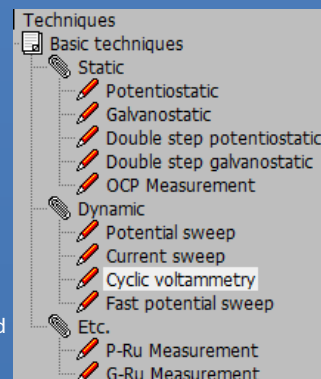 Techniques
Basic techniques
Static
Potentiostatic
Galvanostatic
Double step potentiostatic
Double step galvanostatic
OCP Measurement
Dynamic
Potential sweep
Current sweep
Cyclic voltammetry
Fast potential sweep
Etc.
P-Ru Measurement
G-Ru Measurement